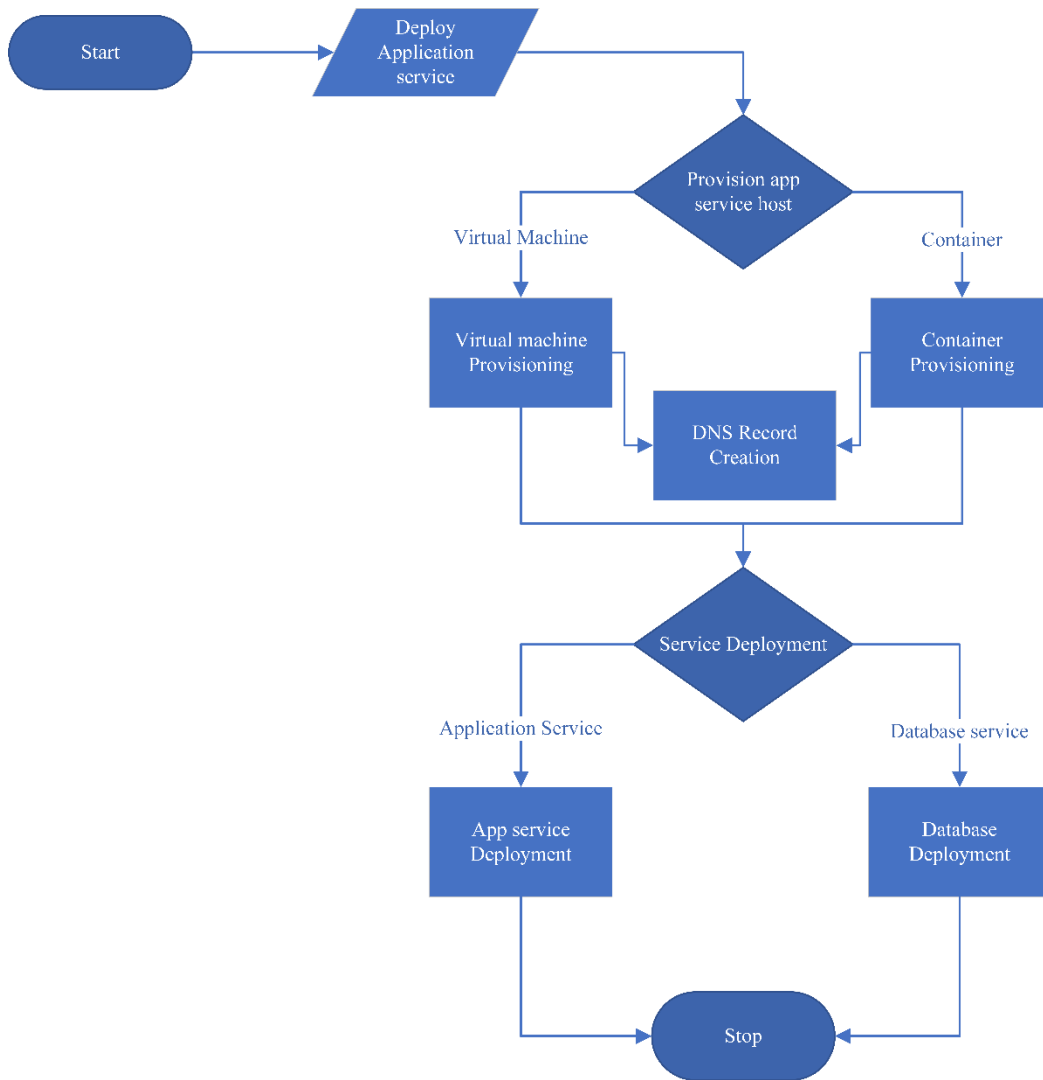 Start
Deploy
Application
service
Provision app
service host
Virtual Machine
Container
Virtual machine
Provisioning
Container
Provisioning
DNS Record
Creation
Service Deployment
Application Service
Database service
App service
Deployment
Database
Deployment
Stop